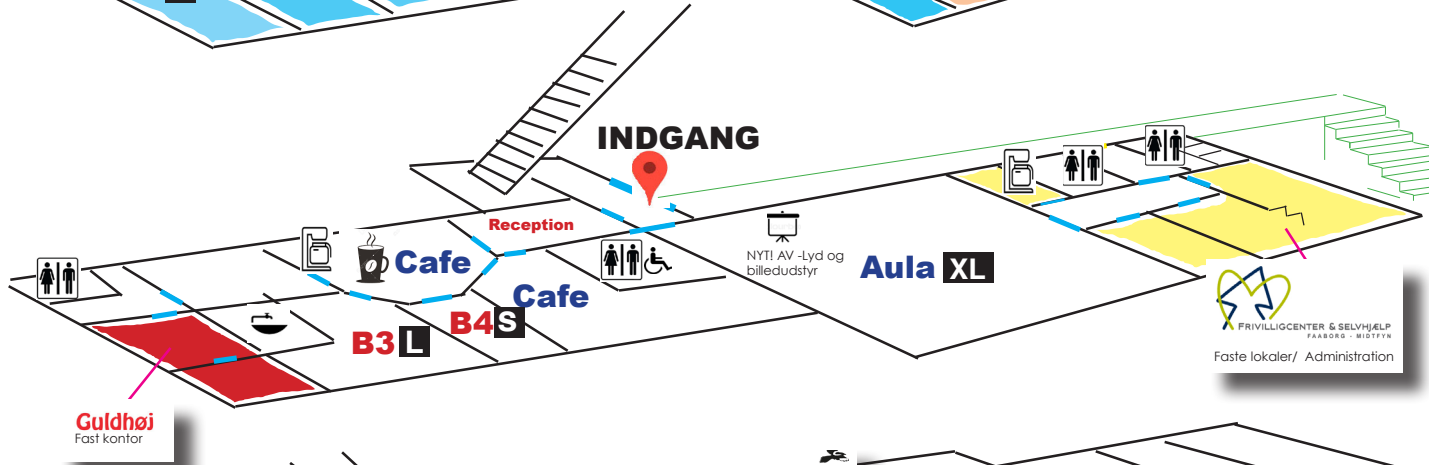 INDGANG
Reception
Cafe
Cafe
NYT! AV -Lyd og
billedudstyr
Aula XL
B4 S
B3 L
FRIVILLIGCENTER & SELVHJÆLP
FAABORG - MIDTFYN
Faste lokaler/ Administration
Guldhøj
Fast kontor